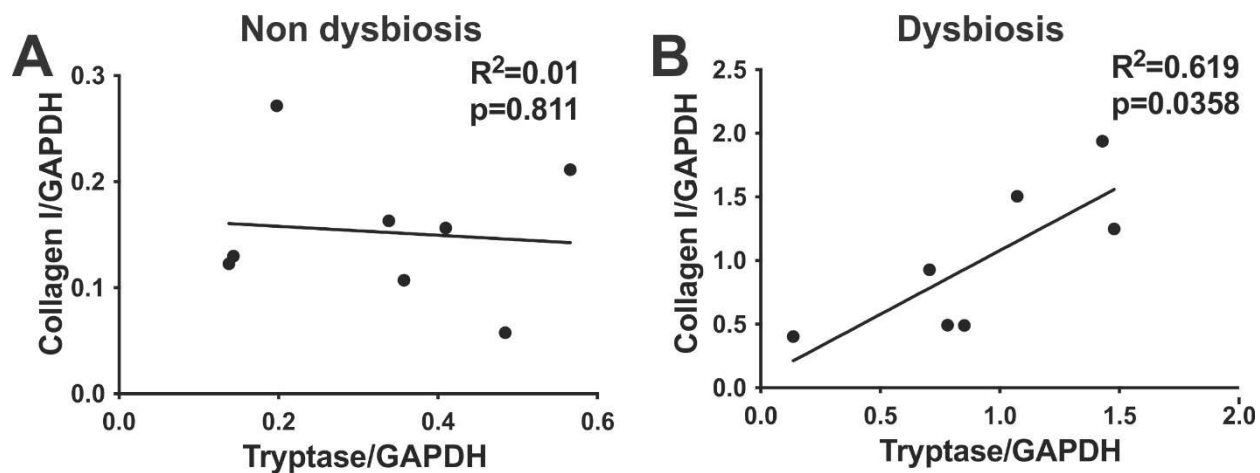 A
Non dysbiosis
R²=0.01
p=0.811
Collagen I/GAPDH
0.3
0.2
0.1
0.0
0.0 0.2 0.4 0.6
Tryptase/GAPDH
B
Dysbiosis
R²=0.619
p=0.0358
Collagen I/GAPDH
2.5
2.0
1.5
1.0
0.5
0.0
0.0 0.5 1.0 1.5 2.0
Tryptase/GAPDH